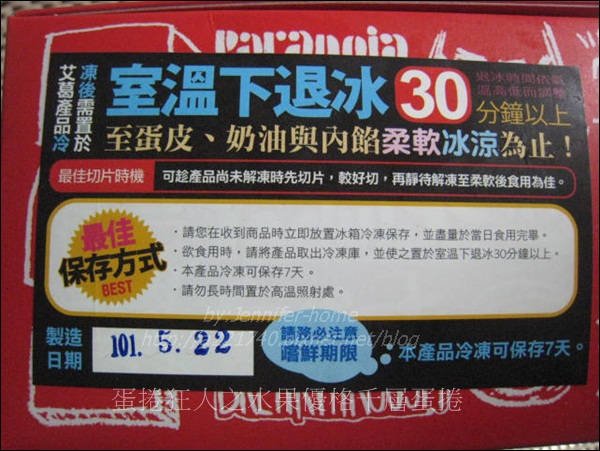 paranoia
艾葛產品冷
凍後需置於
室溫下退冰30分鐘以上
退冰時間依氣
溫高低而調整
至蛋皮、奶油與內餡柔軟冰涼為止！
最佳切片時機
可趁產品尚未解凍時先切片，較好切，再靜待解凍至柔軟後食用為佳。
最佳
保存方式
BEST
・請您在收到商品時立即放置冰箱冷凍保存，並盡量於當日食用完畢。
・欲食用時，請將產品取出冷凍庫，並使之置於室溫下退冰30分鐘以上。
・本產品冷凍可保存7天。
・請勿長時間置於高溫照射處。
by:Jennifer-home
製造
日期
101. 5. 22
請務必注意
嚐鮮期限
・本產品冷凍可保存7天。
蛋捲狂人之水果優格千層蛋捲